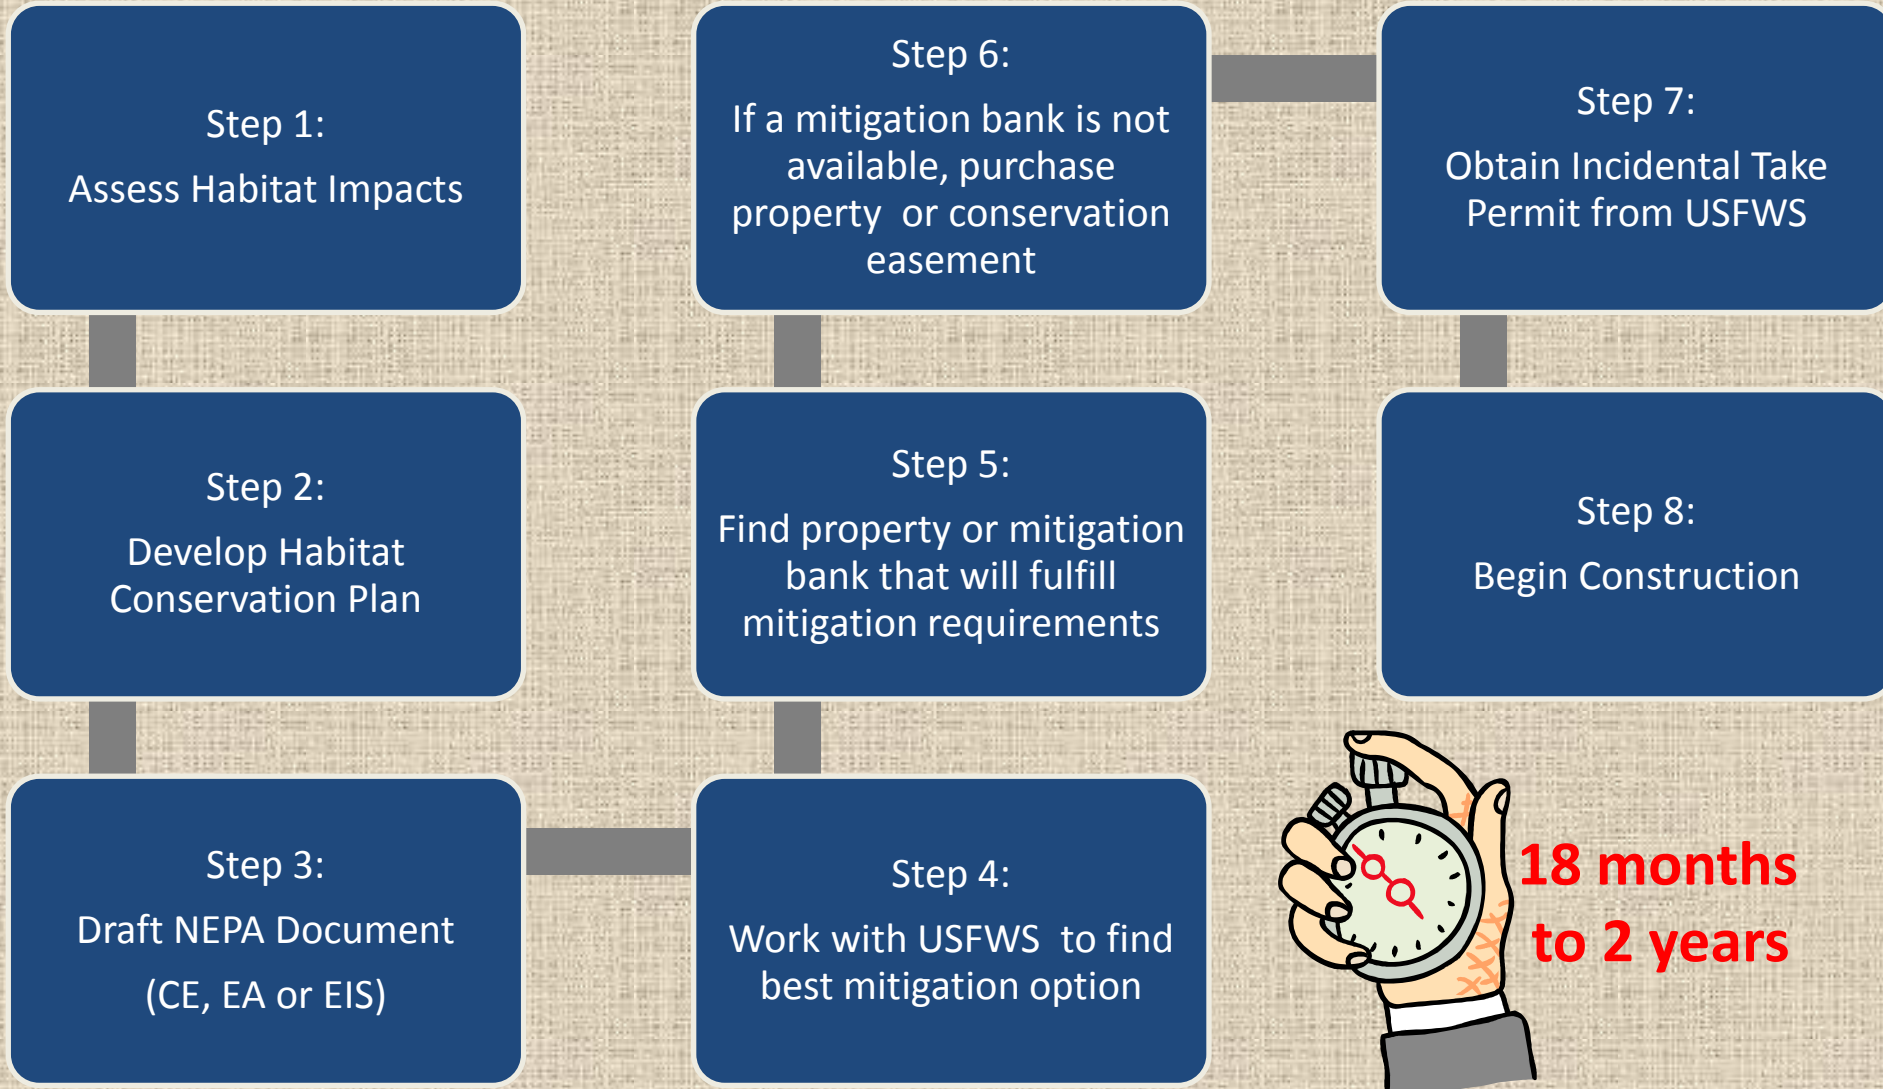 Step 1:
Assess Habitat Impacts
Step 2:
Develop Habitat
Conservation Plan
Step 3:
Draft NEPA Document
(CE, EA or EIS)
Step 4:
Work with USFWS  to find
best mitigation option
Step 5:
Find property or mitigation
bank that will fulfill
mitigation requirements
Step 6:
If a mitigation bank is not
available, purchase
property  or conservation
easement
Step 7:
Obtain Incidental Take
Permit from USFWS
Step 8:
Begin Construction
18 months
to 2 years